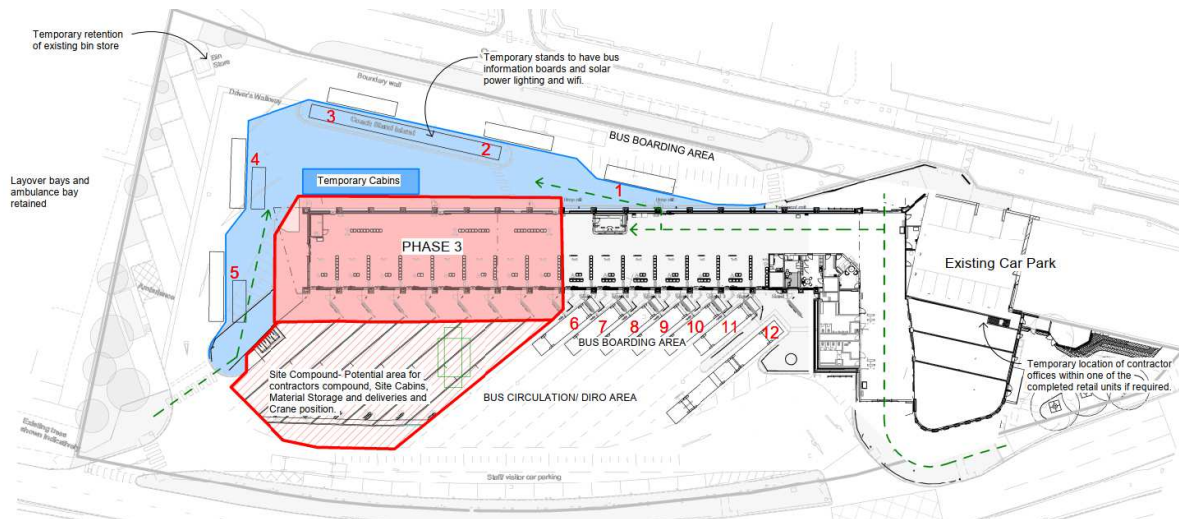 Temporary retention
of existing bin store
Bin
Store
Temporary stands to have bus
information boards and solar
power lighting and wifi.
Boundary wall
Driver's Walkway
3
Coach Stand Island
2
BUS BOARDING AREA
4
Layover bays and
ambulance bay
retained
Temporary Cabins
1
PHASE 3
Existing Car Park
5
Ambulance
6
7
8
9
10
11
12
BUS BOARDING AREA
Temporary location of contractor
offices within one of the
completed retail units if required.
Site Compound- Potential area for
contractors compound, Site Cabins,
Material Storage and deliveries and
Crane position.
BUS CIRCULATION/ DIRO AREA
Existing trees
shown indicatively
Staff/ visitor car parking